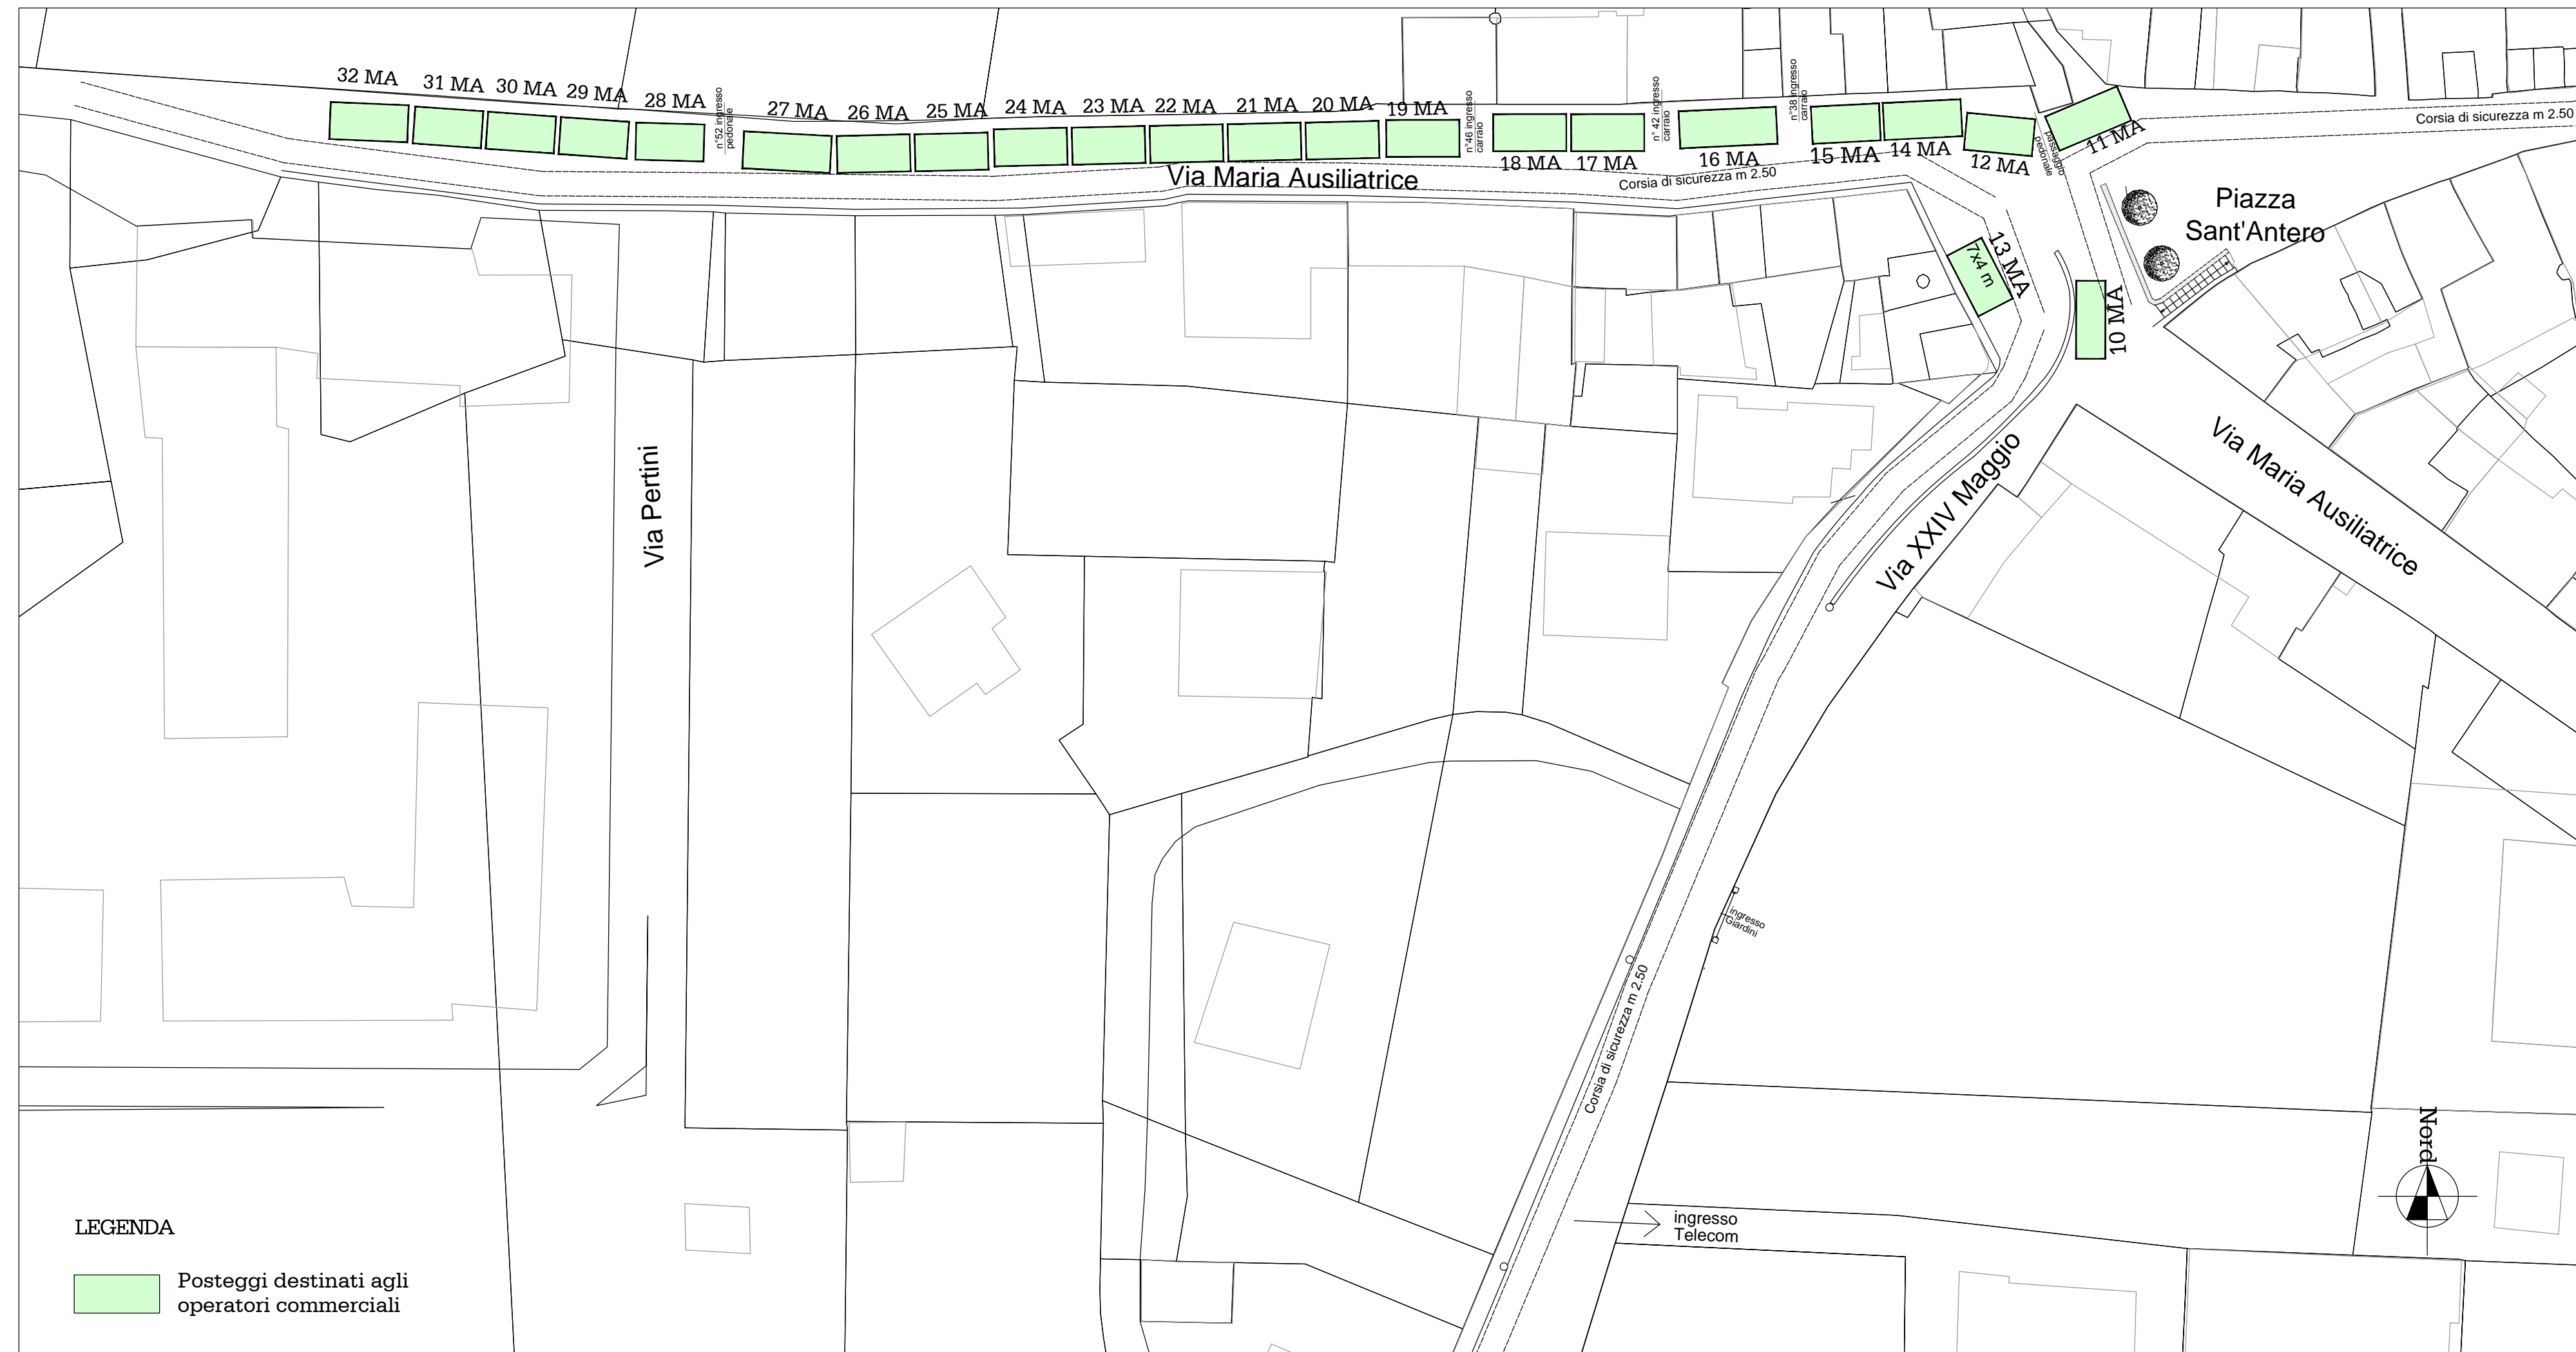 32 MA
31 MA
30 MA
29 MA
28 MA
n°52 ingresso
pedonale
27 MA
26 MA
25 MA
24 MA
23 MA
22 MA
21 MA
20 MA
19 MA
n°46 ingresso
carraio
18 MA
17 MA
n° 42 ingresso
carraio
16 MA
n°38 ingresso
carraio
15 MA
14 MA
12 MA
passaggio
pedonale
11 MA
Corsia di sicurezza m 2.50
Via Maria Ausiliatrice
Corsia di sicurezza m 2.50
Piazza
Sant'Antero
13 MA
7x4 m
10 MA
Via Pertini
Via XXIV Maggio
Via Maria Ausiliatrice
ingresso
Giardini
Corsia di sicurezza m 2.50
Nord
ingresso
Telecom
LEGENDA
Posteggi destinati agli
operatori commerciali